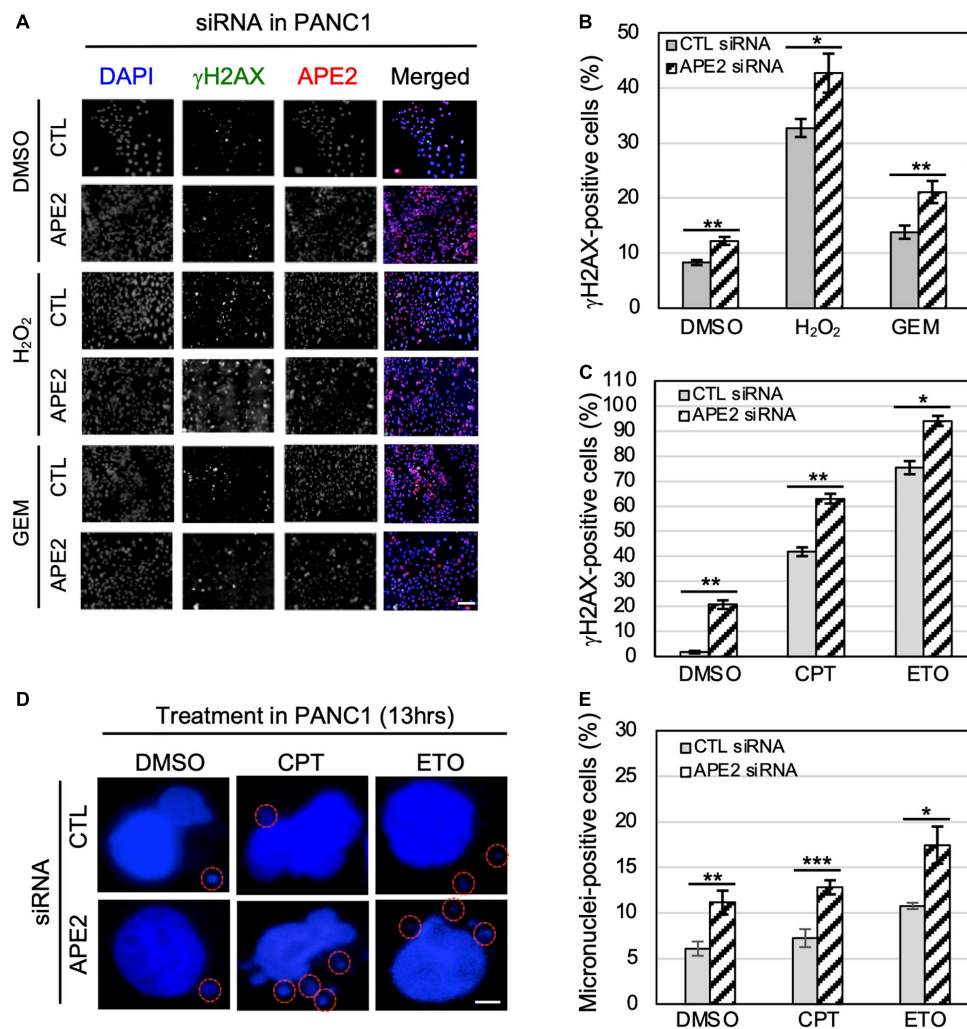 A
siRNA in PANC1
DAPI γH2AX APE2 Merged
DMSO
CTL
APE2
H₂O₂
CTL
APE2
GEM
CTL
APE2
B
γH2AX-positive cells (%)
50
40
30
20
10
0
CTL siRNA
APE2 siRNA
**
*
**
DMSO H₂O₂ GEM
C
γH2AX-positive cells (%)
110
100
90
80
70
60
50
40
30
20
10
0
CTL siRNA
APE2 siRNA
**
**
*
DMSO CPT ETO
D
Treatment in PANC1 (13hrs)
DMSO CPT ETO
siRNA
CTL
APE2
E
Micronuclei-positive cells (%)
30
25
20
15
10
5
0
CTL siRNA
APE2 siRNA
**
***
*
DMSO CPT ETO